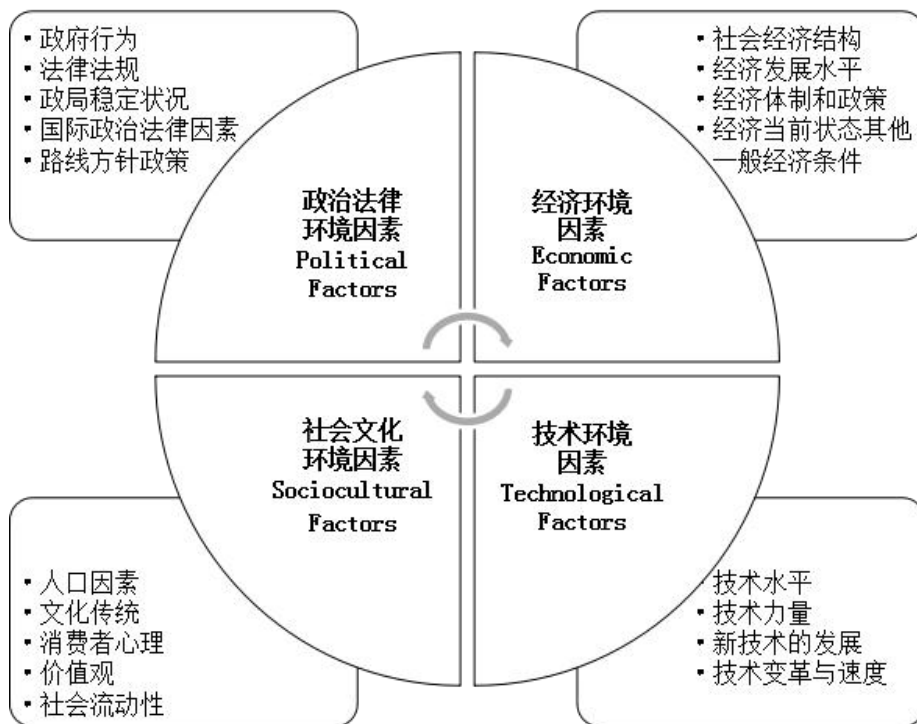 政府行为
法律法规
政局稳定状况
国际政治法律因素
路线方针政策
社会经济结构
经济发展水平
经济体制和政策
经济当前状态其他
一般经济条件
政治法律
环境因素
Political
Factors
经济环境
因素
Economic
Factors
社会文化
环境因素
Sociocultural
Factors
技术环境
因素
Technological
Factors
人口因素
文化传统
消费者心理
价值观
社会流动性
技术水平
技术力量
新技术的发展
技术变革与速度